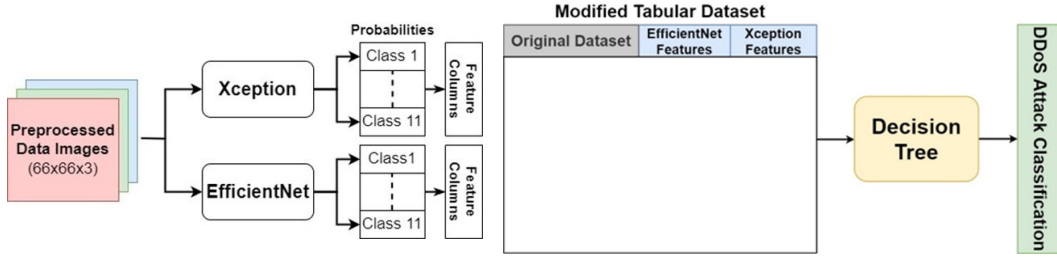 Preprocessed
Data Images
(66x66x3)
Xception
EfficientNet
Probabilities
Class 1
Class 11
Feature
Columns
Class1
Class 11
Feature
Columns
Modified Tabular Dataset
Original Dataset
EfficientNet
Features
Xception
Features
Decision
Tree
DDoS Attack Classification